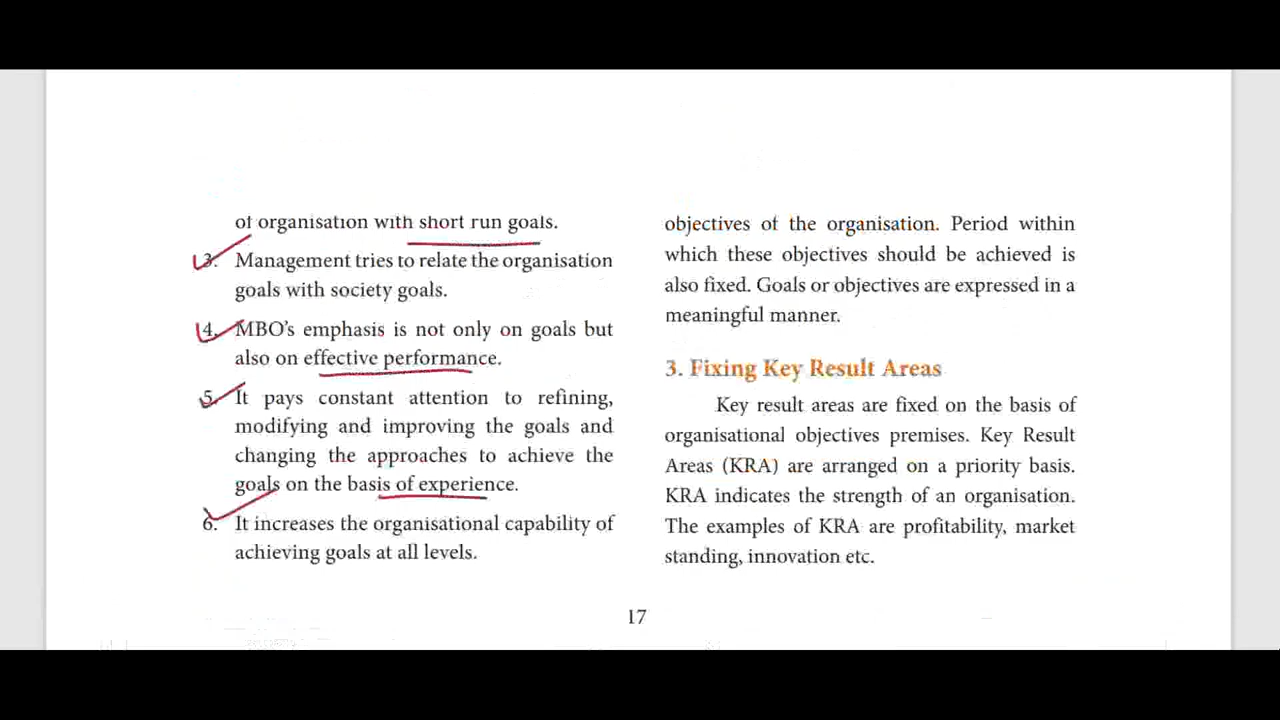 of organisation with short run goals.
3. Management tries to relate the organisation
goals with society goals.
4. MBO's emphasis is not only on goals but
also on effective performance.
5. It pays constant attention to refining,
modifying and improving the goals and
changing the approaches to achieve the
goals on the basis of experience.
6. It increases the organisational capability of
achieving goals at all levels.
objectives of the organisation. Period within
which these objectives should be achieved is
also fixed. Goals or objectives are expressed in a
meaningful manner.
3. Fixing Key Result Areas
Key result areas are fixed on the basis of
organisational objectives premises. Key Result
Areas (KRA) are arranged on a priority basis.
KRA indicates the strength of an organisation.
The examples of KRA are profitability, market
standing, innovation etc.
17